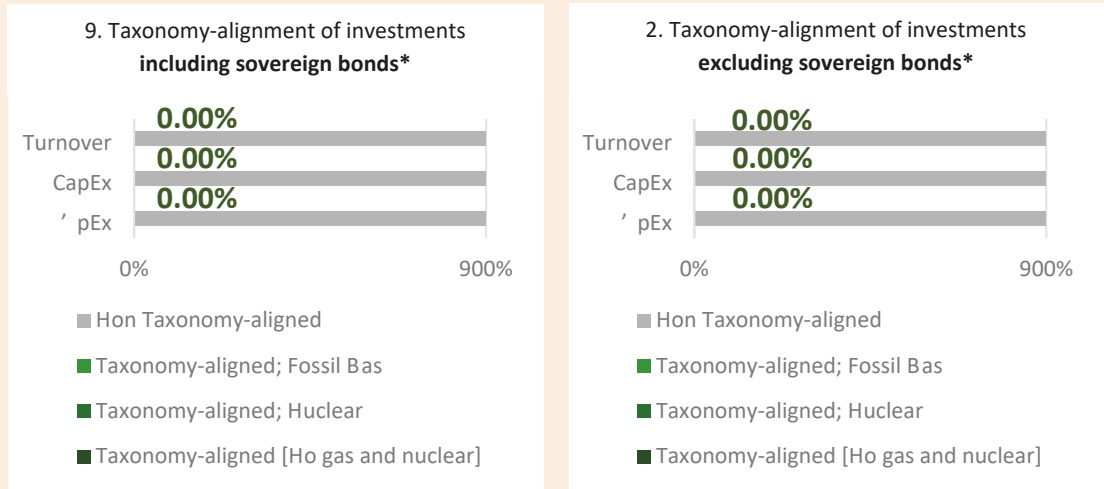 9. Taxonomy-alignment of investments
including sovereign bonds*
0.00%
Turnover
0.00%
CapEx
0.00%
′ pEx
0%
900%
Hon Taxonomy-aligned
Taxonomy-aligned; Fossil Bas
Taxonomy-aligned; Huclear
Taxonomy-aligned [Ho gas and nuclear]
2. Taxonomy-alignment of investments
excluding sovereign bonds*
0.00%
Turnover
0.00%
CapEx
0.00%
′ pEx
0%
900%
Hon Taxonomy-aligned
Taxonomy-aligned; Fossil Bas
Taxonomy-aligned; Huclear
Taxonomy-aligned [Ho gas and nuclear]